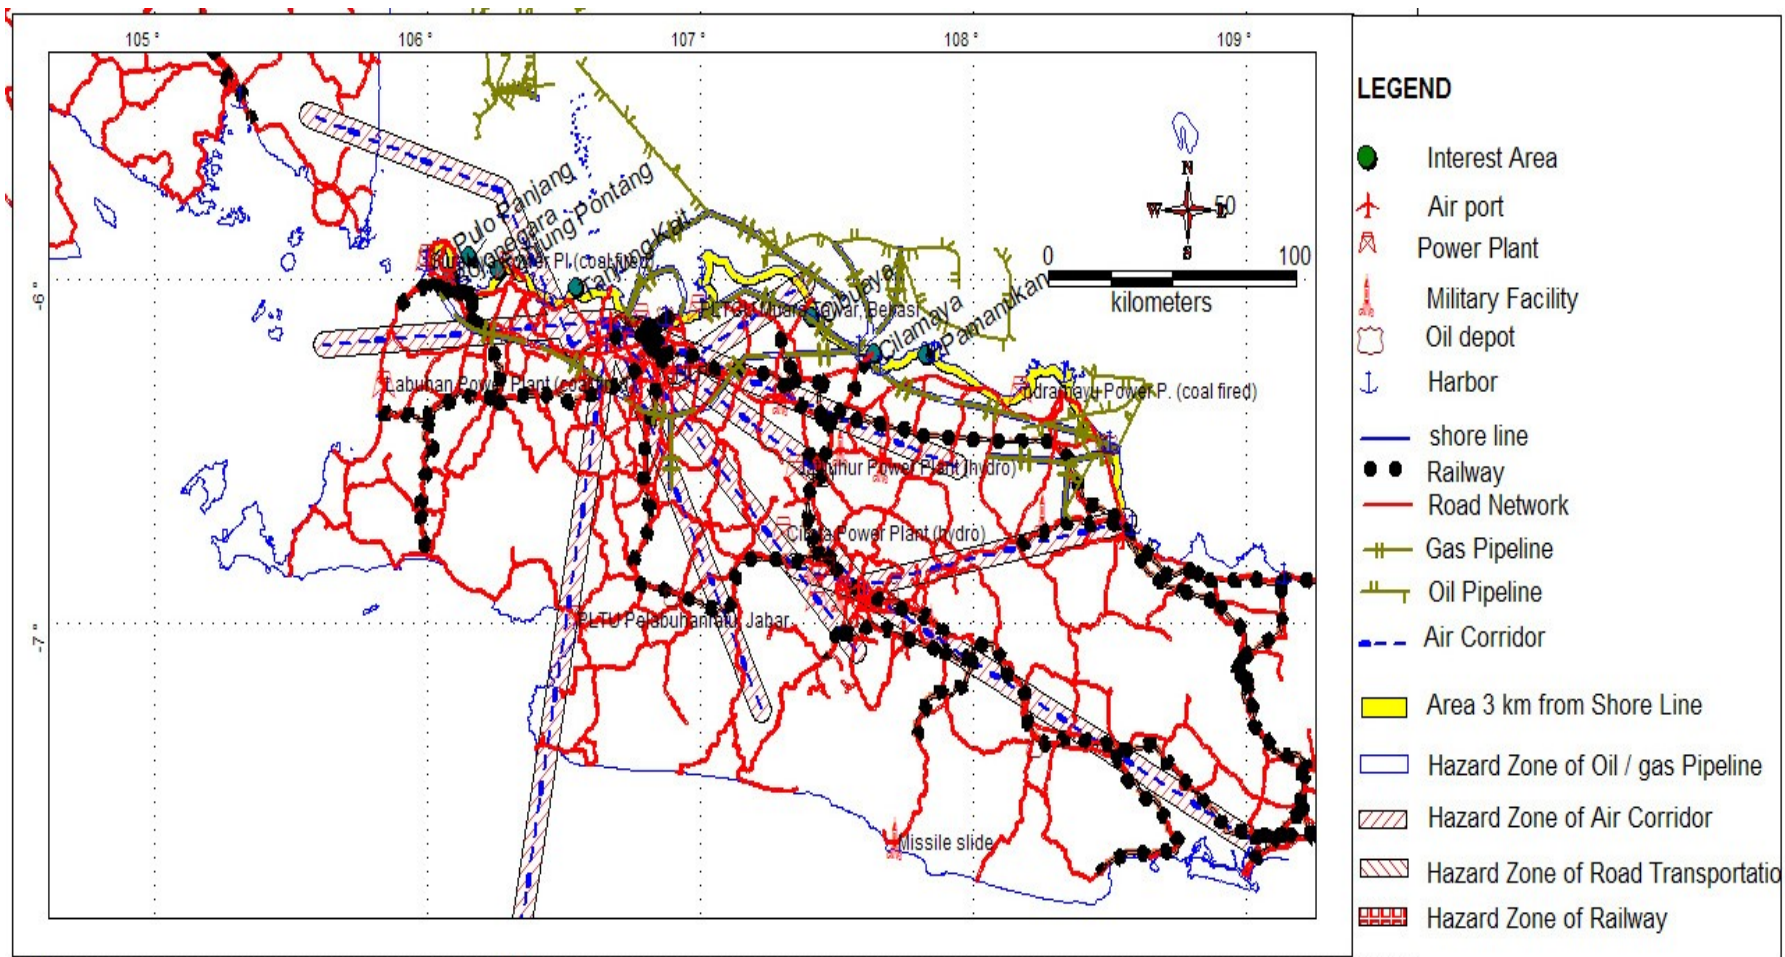 105 °
106 °
107 °
108 °
109 °
-6 °
-7 °
Pulo Panjang
Pontang
Tanjung Kait
Cibuaya
Cilamaya
Pamanukan
(coal fired)
Muara Tawar, Bekasi
Labuhan Power Plant
Indramayu Power P. (coal fired)
Power Plant (hydro)
Cirata Power Plant (hydro)
PLTU Pelabuhanratu, Jabar
Missile slide
N
W
E
S
0
50
100
kilometers
LEGEND
Interest Area
Air port
Power Plant
Military Facility
Oil depot
Harbor
shore line
Railway
Road Network
Gas Pipeline
Oil Pipeline
Air Corridor
Area 3 km from Shore Line
Hazard Zone of Oil / gas Pipeline
Hazard Zone of Air Corridor
Hazard Zone of Road Transportatio
Hazard Zone of Railway